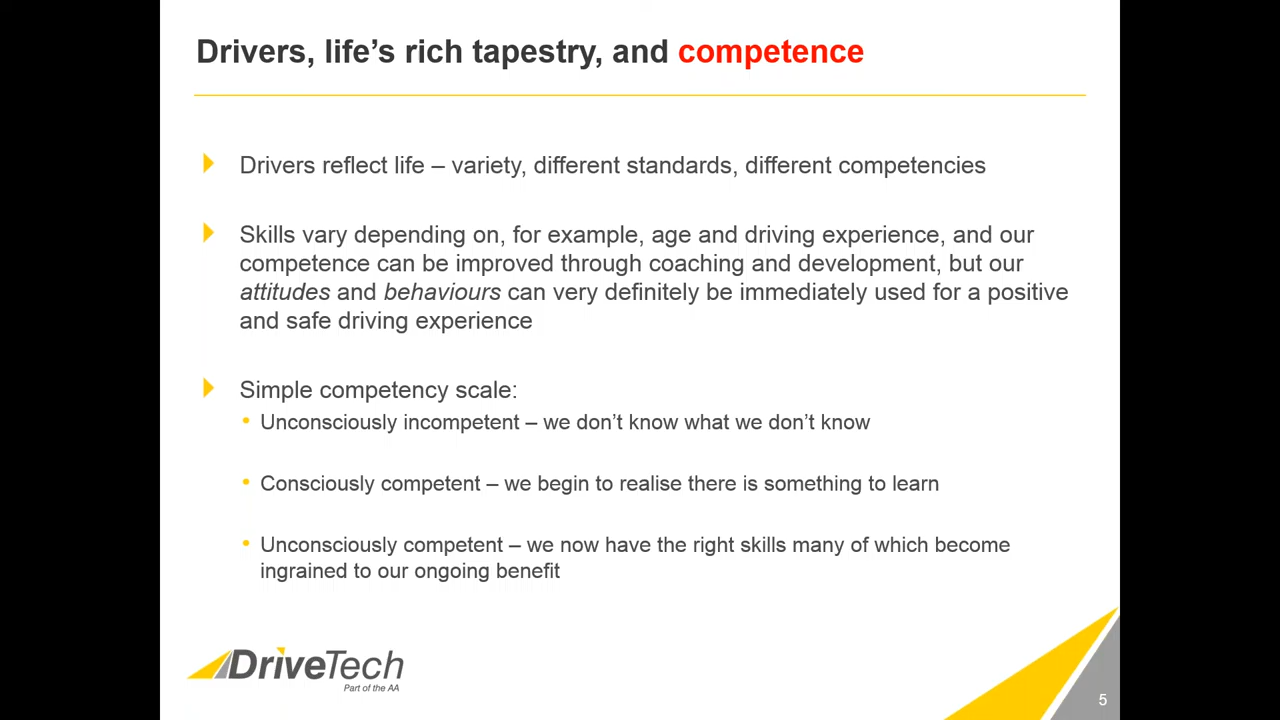 Drivers, life’s rich tapestry, and competence
Drivers reflect life – variety, different standards, different competencies
Skills vary depending on, for example, age and driving experience, and our
competence can be improved through coaching and development, but our
attitudes and behaviours can very definitely be immediately used for a positive
and safe driving experience
Simple competency scale:
Unconsciously incompetent – we don’t know what we don’t know
Consciously competent – we begin to realise there is something to learn
Unconsciously competent – we now have the right skills many of which become
ingrained to our ongoing benefit
DriveTech
Part of the AA
5